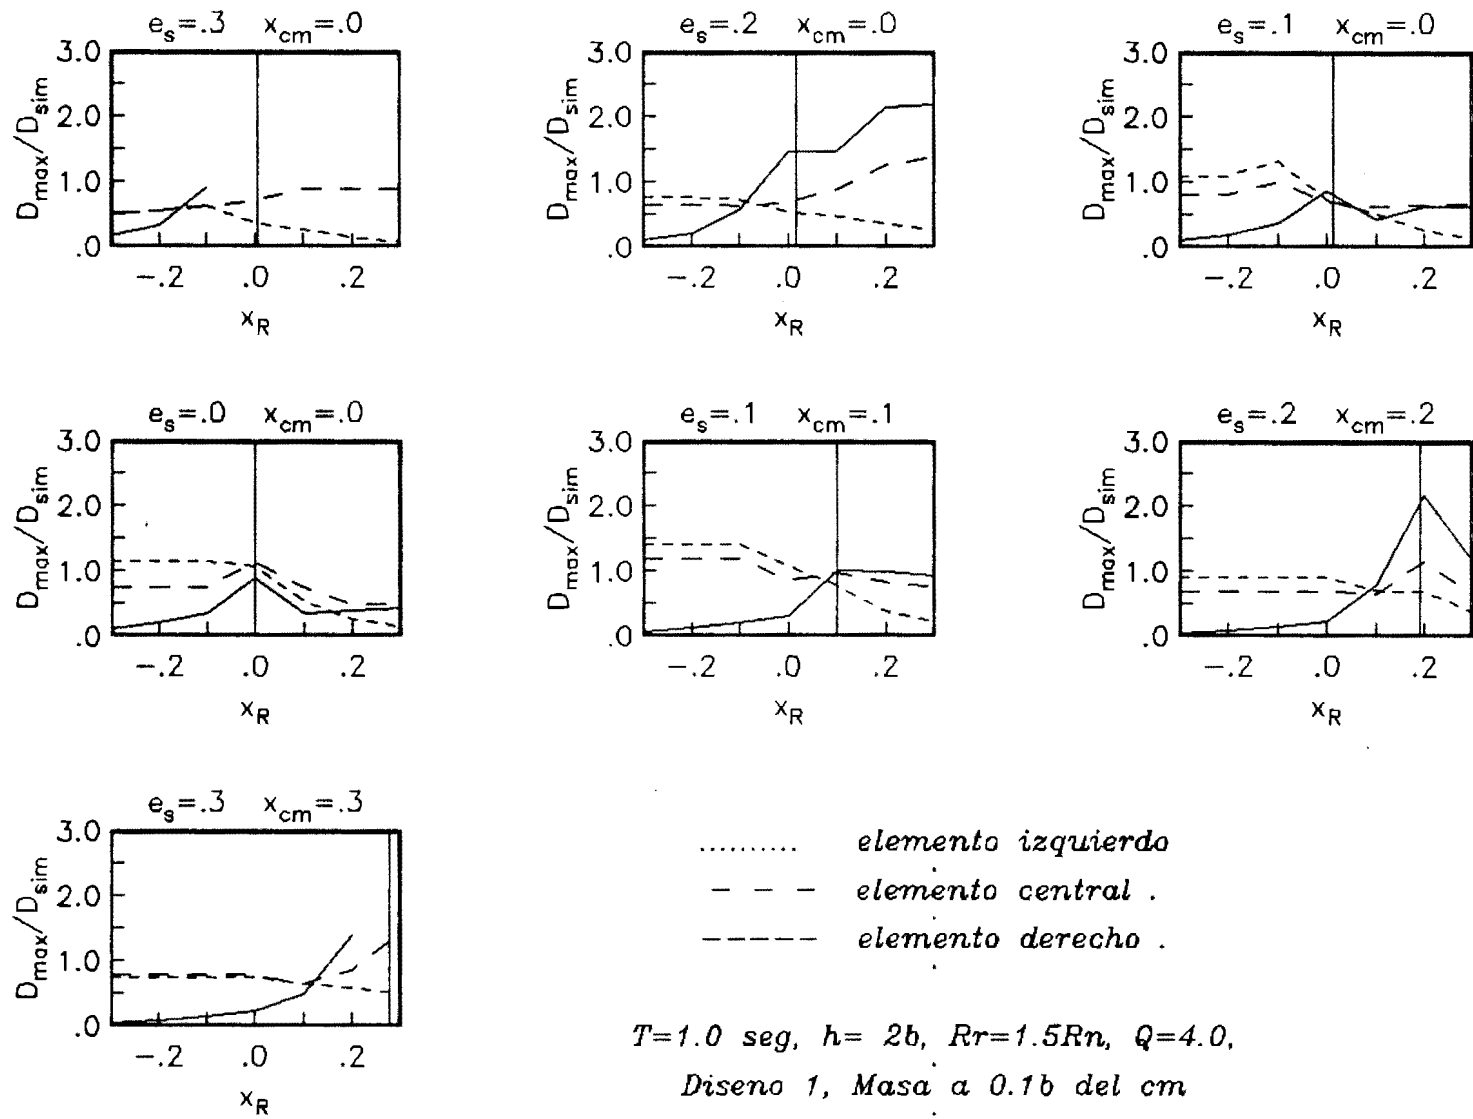 e_s=.3 x_cm=.0
3.0
2.0
1.0
.0
D_max/D_sim
-.2 .0 .2
x_R
e_s=.2 x_cm=.0
3.0
2.0
1.0
.0
D_max/D_sim
-.2 .0 .2
x_R
e_s=.1 x_cm=.0
3.0
2.0
1.0
.0
D_max/D_sim
-.2 .0 .2
x_R
e_s=.0 x_cm=.0
3.0
2.0
1.0
.0
D_max/D_sim
-.2 .0 .2
x_R
e_s=.1 x_cm=.1
3.0
2.0
1.0
.0
D_max/D_sim
-.2 .0 .2
x_R
e_s=.2 x_cm=.2
3.0
2.0
1.0
.0
D_max/D_sim
-.2 .0 .2
x_R
e_s=.3 x_cm=.3
3.0
2.0
1.0
.0
D_max/D_sim
-.2 .0 .2
x_R
elemento izquierdo
elemento central .
elemento derecho .
T=1.0 seg, h= 2b, Rr=1.5Rn, Q=4.0,
Diseno 1, Masa a 0.1b del cm